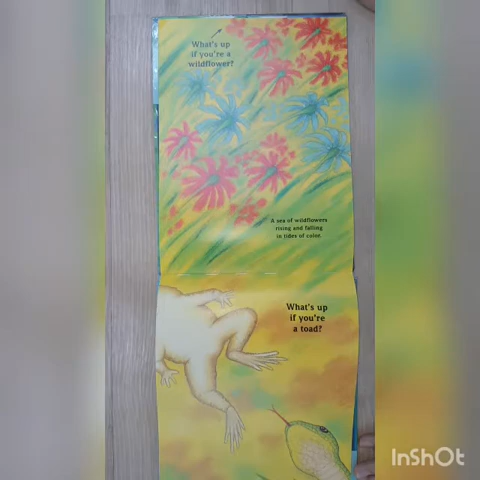 What's up
if you're a
wildflower?
A sea of wildflowers
rising and falling
in tides of color.
What's up
if you're
a toad?
InShOt